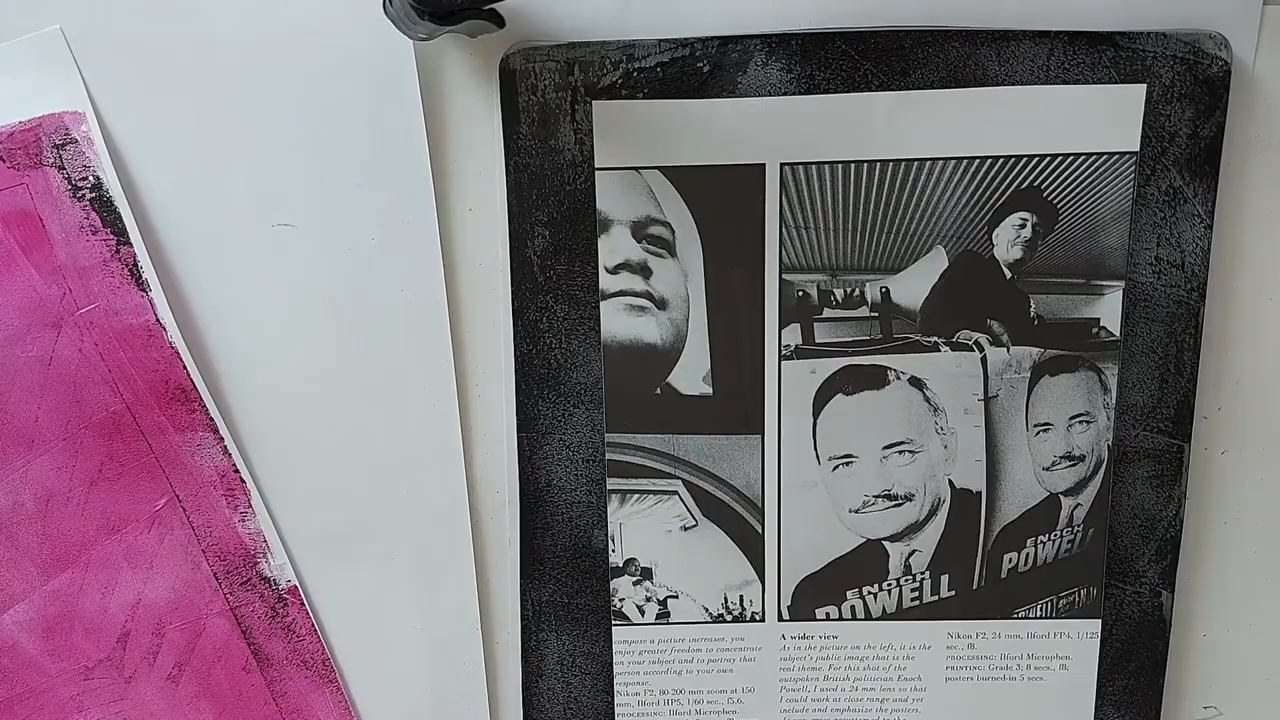 ENOCH
POWELL
ENOCH
POWELL
compose a picture increases, you
enjoy greater freedom to concentrate
on your subject and to portray that
person according to your own
response.
Nikon F2, 80-200 mm zoom at 150
mm, Ilford HP5, 1/60 sec., f5.6.
PROCESSING: Ilford Microphen.
A wider view
As in the picture on the left, it is the
subject's public image that is the
real theme. For this shot of the
outspoken British politician Enoch
Powell, I used a 24 mm lens so that
I could work at close range and yet
include and emphasize the posters.
Nikon F2, 24 mm, Ilford FP4, 1/125
sec., f8.
PROCESSING: Ilford Microphen.
PRINTING: Grade 3; 8 secs., f8;
posters burned-in 5 secs.